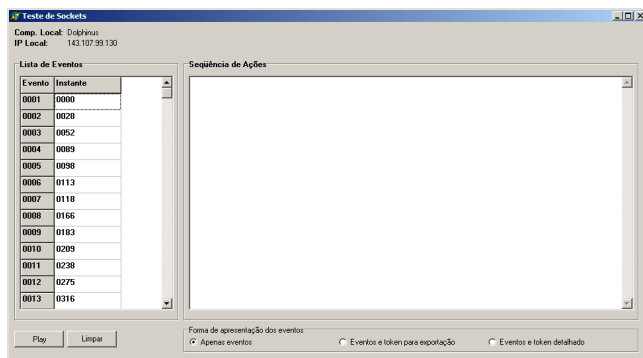 Teste de Sockets
Comp. Local: Dolphinus
IP Local: 143.107.99.130
Lista de Eventos
Evento Instante
0001 0000
0002 0028
0003 0052
0004 0089
0005 0098
0006 0113
0007 0118
0008 0166
0009 0183
0010 0209
0011 0238
0012 0275
0013 0316
Seqüência de Ações
Play Limpar
Forma de apresentação dos eventos
Apenas eventos Eventos e token para exportação Eventos e token detalhado